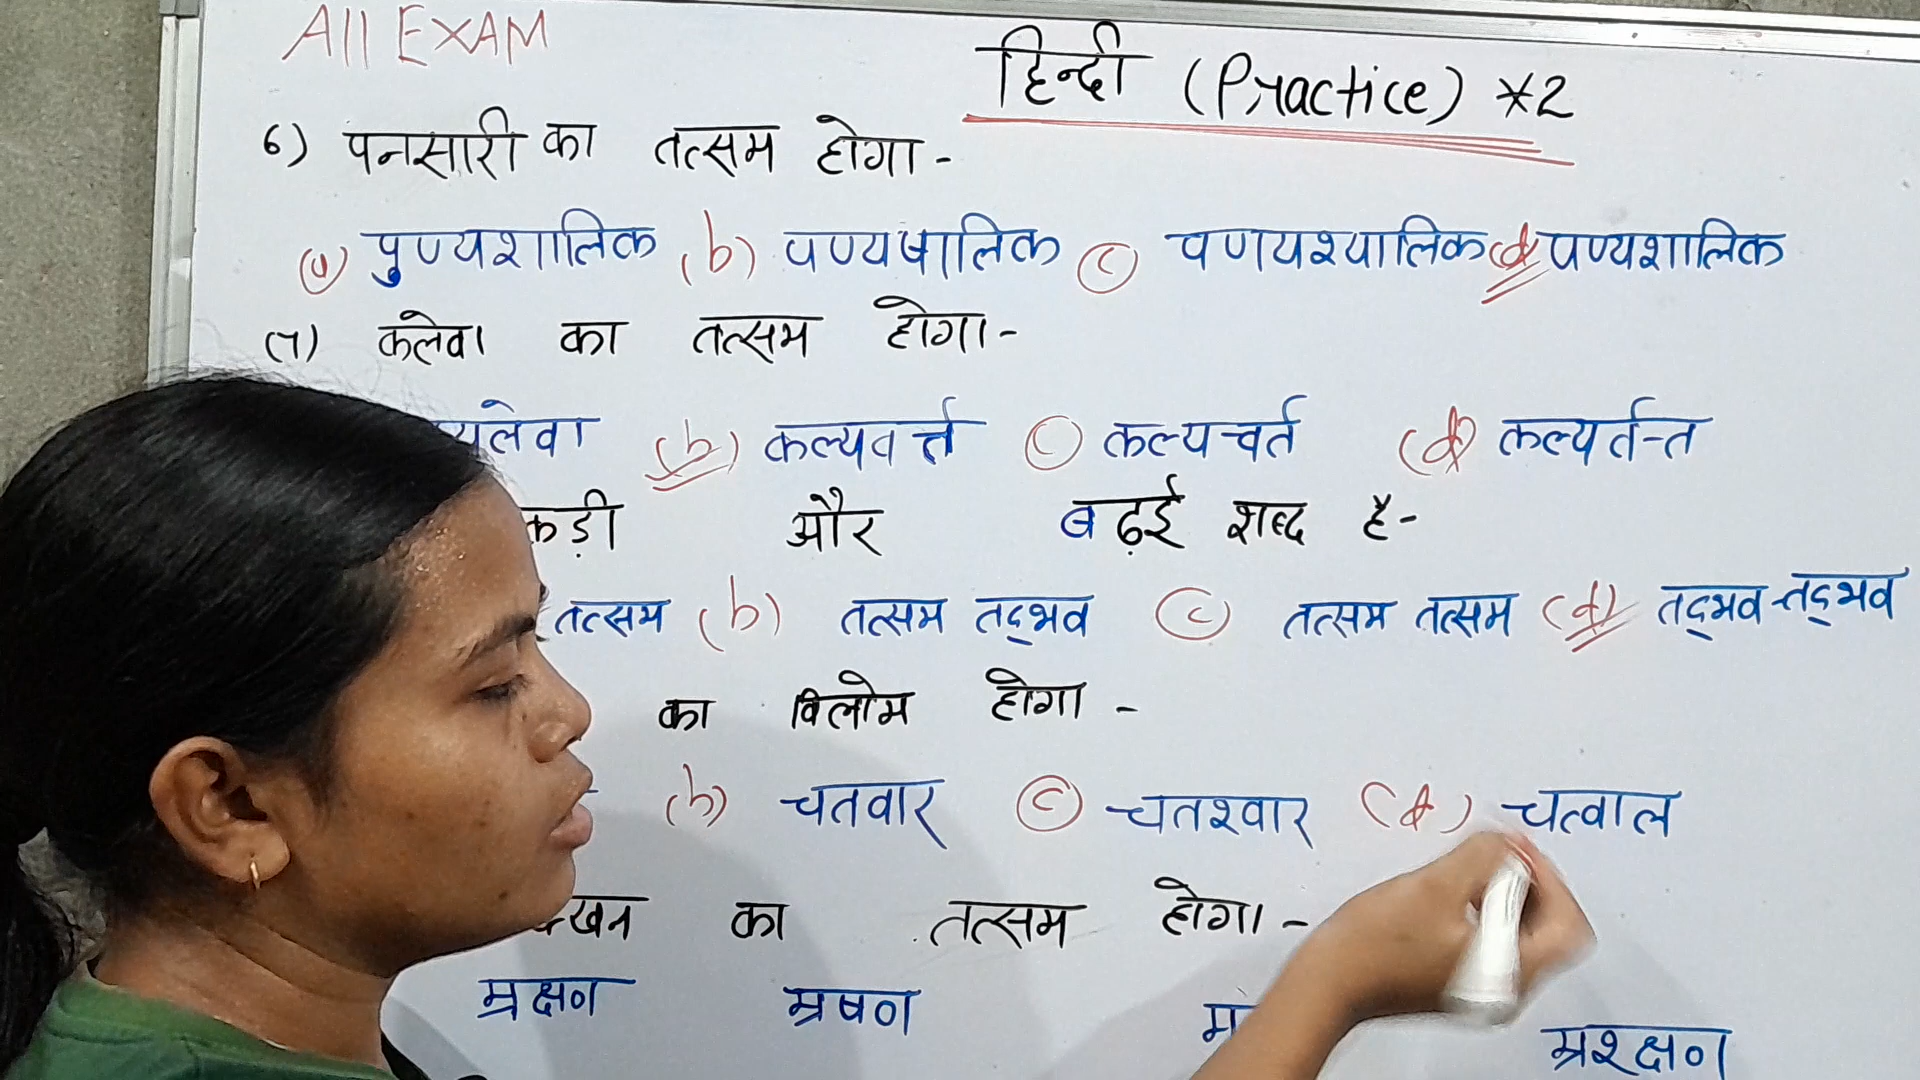 All EXAM
हिन्दी (Practice) *2
6) पनसारी का तत्सम होगा -
(a) पुण्यशालिक (b) पण्यषालिक (c) पणयश्यालिक (d) पण्यशालिक
(7) कलेवा का तत्सम होगा -
यलेवा (b) कल्यवर्त्त (c) कल्यचर्त (d) कल्यर्तन्त
कड़ी और बढ़ई शब्द है -
तत्सम (b) तत्सम तद्भव (c) तत्सम तत्सम (d) तद्भव-तद्भव
का विलोम होगा -
(b) चतवार (c) चतश्वार (d) चत्वाल
क्खन का तत्सम होगा -
म्रक्षण म्रषण म्रश्क्षण